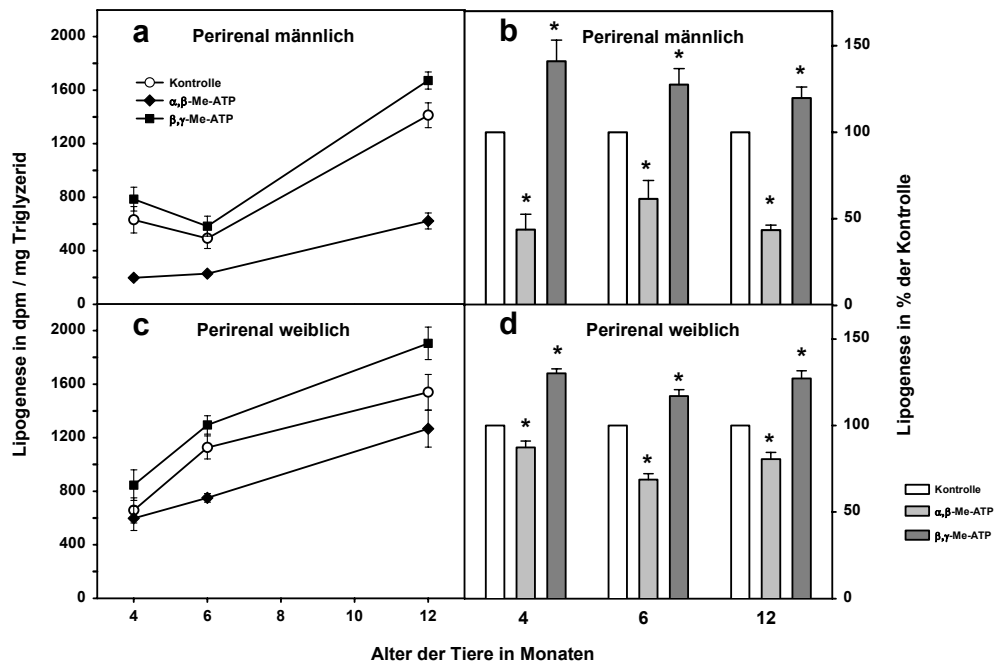 Lipogenese in dpm / mg Triglyzerid
a
Perirenal männlich
Kontrolle
α,β-Me-ATP
β,γ-Me-ATP
2000
1600
1200
800
400
0
b
Perirenal männlich
* * *
* * *
150
100
50
0
Lipogenese in % der Kontrolle
c
Perirenal weiblich
2000
1600
1200
800
400
0
4 6 8 10 12
d
Perirenal weiblich
* * *
* * *
150
100
50
0
4 6 12
Kontrolle
α,β-Me-ATP
β,γ-Me-ATP
Alter der Tiere in Monaten